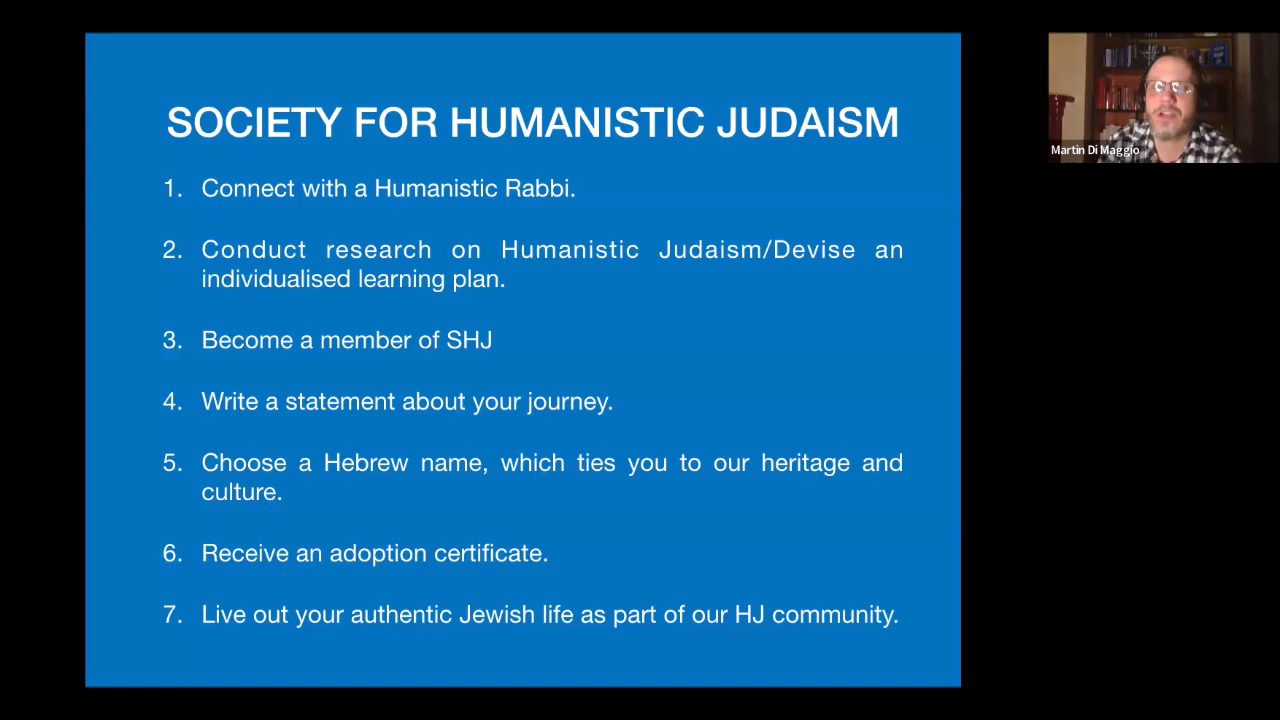 SOCIETY FOR HUMANISTIC JUDAISM
1. Connect with a Humanistic Rabbi.
2. Conduct research on Humanistic Judaism/Devise an
individualised learning plan.
3. Become a member of SHJ
4. Write a statement about your journey.
5. Choose a Hebrew name, which ties you to our heritage and
culture.
6. Receive an adoption certificate.
7. Live out your authentic Jewish life as part of our HJ community.
Martin Di Maggio